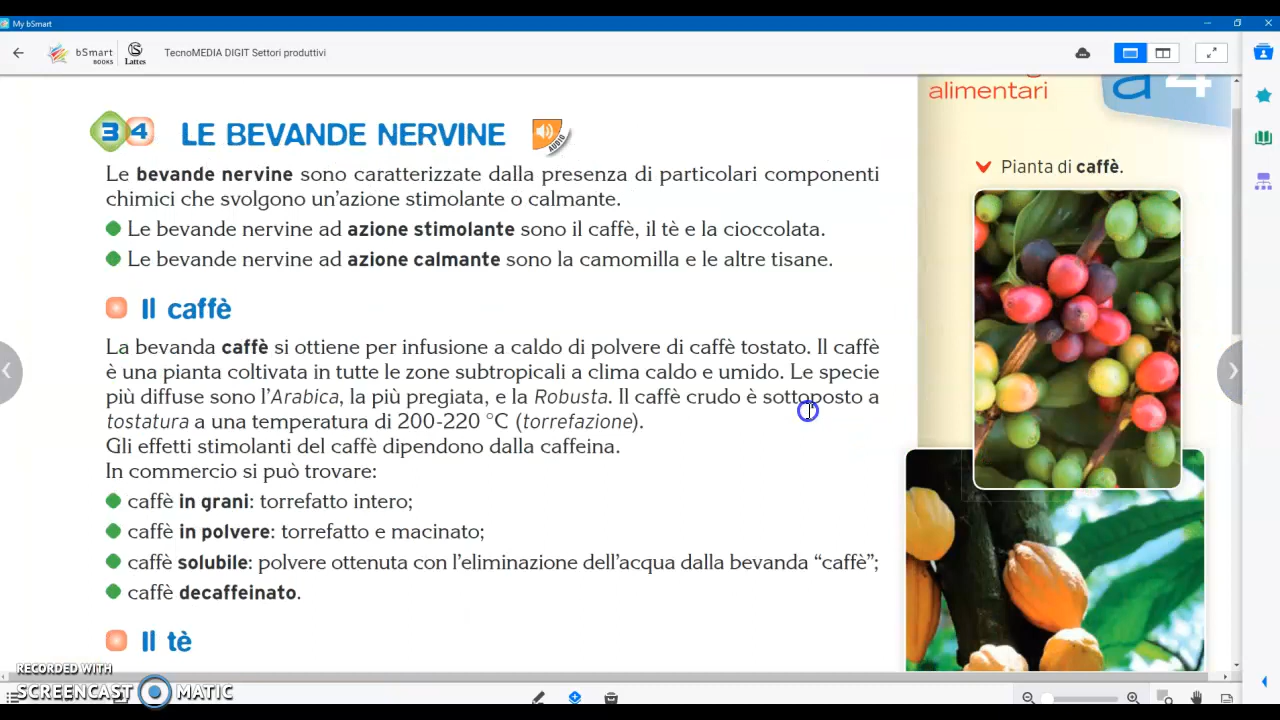 My bSmart
bSmart BOOKS Lattes TecnoMEDIA DIGIT Settori produttivi
alimentari
a4
3 4 LE BEVANDE NERVINE AUDIO
Le bevande nervine sono caratterizzate dalla presenza di particolari componenti
chimici che svolgono un'azione stimolante o calmante.
Le bevande nervine ad azione stimolante sono il caffè, il tè e la cioccolata.
Le bevande nervine ad azione calmante sono la camomilla e le altre tisane.
Il caffè
La bevanda caffè si ottiene per infusione a caldo di polvere di caffè tostato. Il caffè
è una pianta coltivata in tutte le zone subtropicali a clima caldo e umido. Le specie
più diffuse sono l'Arabica, la più pregiata, e la Robusta. Il caffè crudo è sottoposto a
tostatura a una temperatura di 200-220 °C (torrefazione).
Gli effetti stimolanti del caffè dipendono dalla caffeina.
In commercio si può trovare:
caffè in grani: torrefatto intero;
caffè in polvere: torrefatto e macinato;
caffè solubile: polvere ottenuta con l'eliminazione dell'acqua dalla bevanda “caffè”;
caffè decaffeinato.
Il tè
Pianta di caffè.
RECORDED WITH
SCREENCAST MATIC